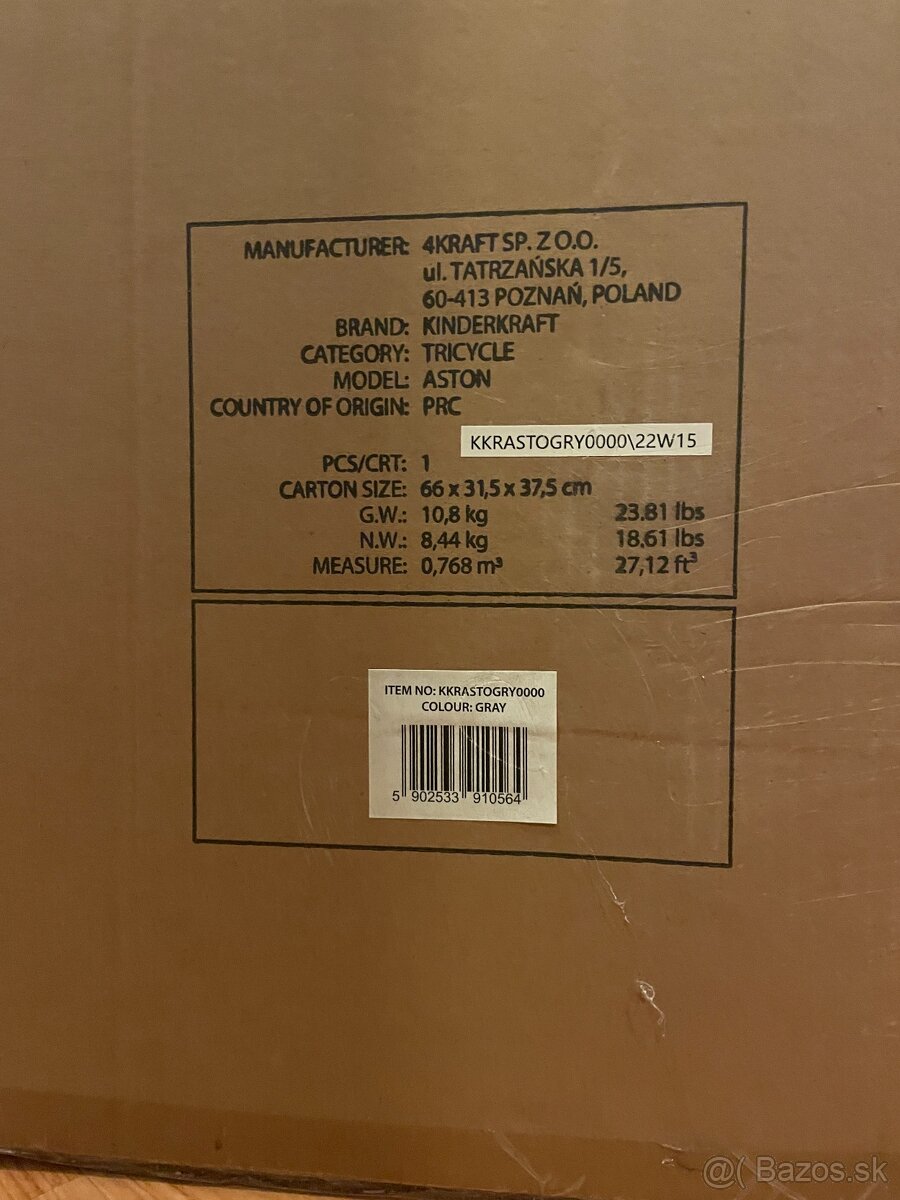 MANUFACTURER: 4KRAFT SP. Z O.O.
ul. TATRZAŃSKA 1/5,
60-413 POZNAŃ, POLAND
BRAND: KINDERKRAFT
CATEGORY: TRICYCLE
MODEL: ASTON
COUNTRY OF ORIGIN: PRC
KKRASTOGRY0000\22W15
PCS/CRT: 1
CARTON SIZE: 66 x 31,5 x 37,5 cm
G.W.: 10,8 kg 23.81 lbs
N.W.: 8,44 kg 18.61 lbs
MEASURE: 0,768 m³ 27,12 ft³
ITEM NO: KKRASTOGRY0000
COLOUR: GRAY
5 902533 910564
@( Bazos.sk